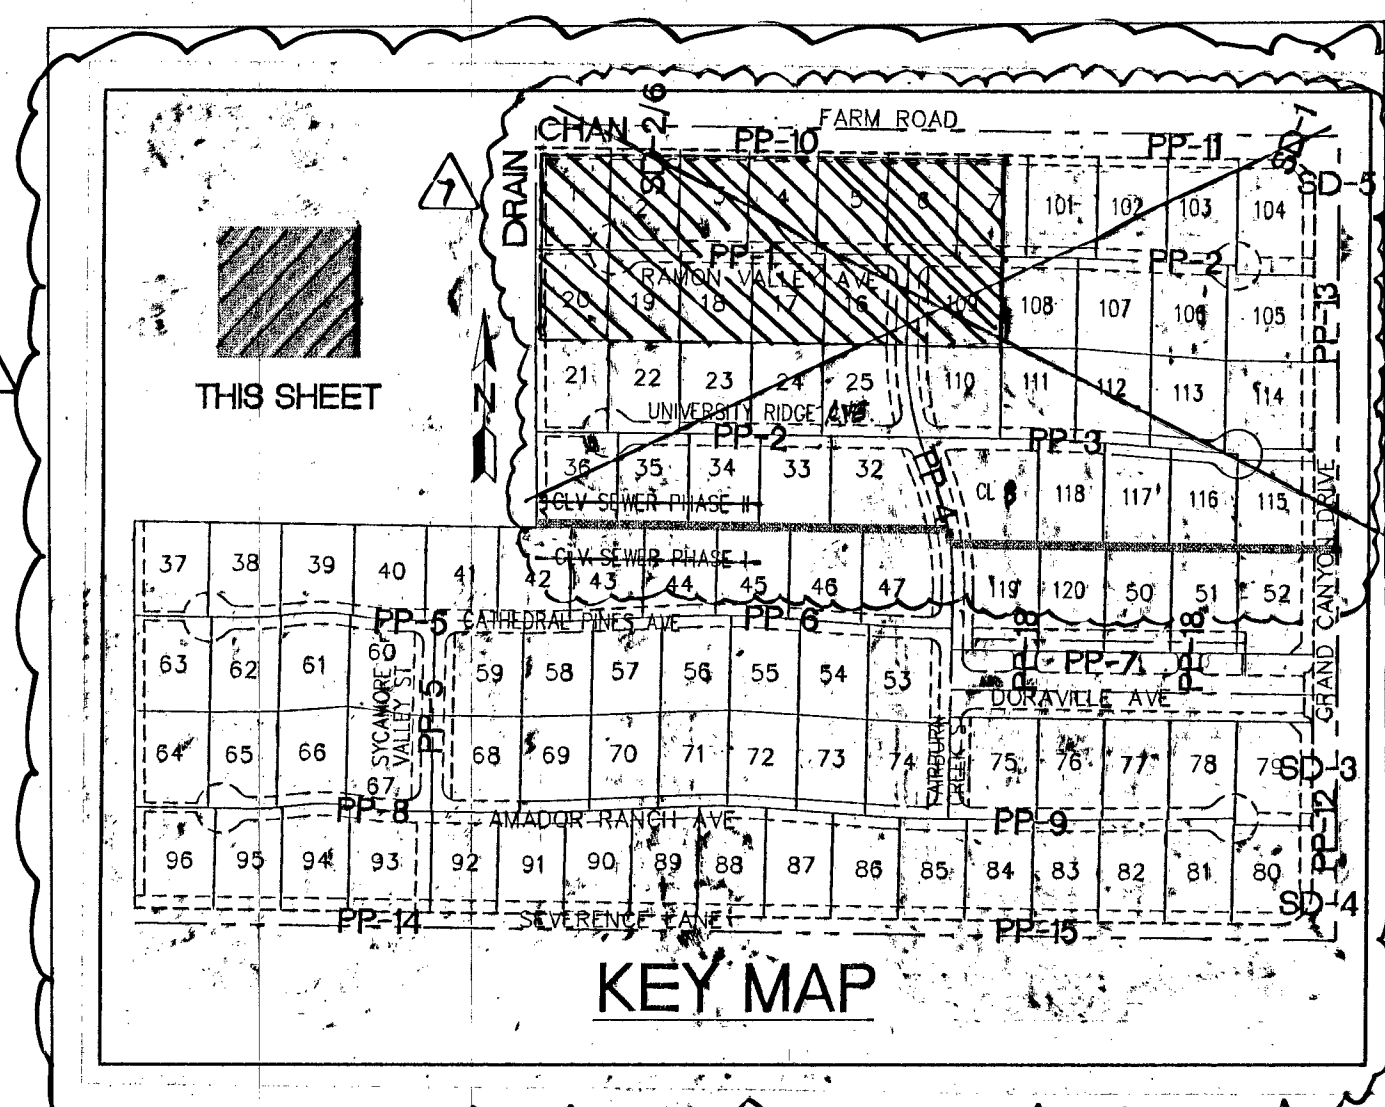 FARM ROAD
CHAN
DRAIN
SD-2/6
PP-10
PP-11
SD-1
SD-5
7
1 2 3 4 5 6 7 101 102 103 104
PP-1
PP-2
RAMON VALLEY AVE
20 19 18 17 16 109 108 107 106 105
PP-13
THIS SHEET
N
21 22 23 24 25 110 111 112 113 114
UNIVERSITY RIDGE AVE
PP-2
PP-3
36 35 34 33 32
PP-4
CL
118 117 116 115
CLV SEWER PHASE II
CLV SEWER PHASE I
GRAND CANYON DRIVE
37 38 39 40 41 42 43 44 45 46 47 119 120 50 51 52
PP-5
CATHEDRAL PINES AVE
PP-6
PP-18
PP-18
PP-7
DORAVILLE AVE
63 62 61 60 59 58 57 56 55 54 53
SYCAMORE VALLEY ST
PP-5
64 65 66 67 68 69 70 71 72 73 74 75 76 77 78 79
SD-3
PP-12
PP-8
AMADOR RANCH AVE
PP-9
96 95 94 93 92 91 90 89 88 87 86 85 84 83 82 81 80
SD-4
PP-14
SEVERENCE LANE
PP-15
KEY MAP